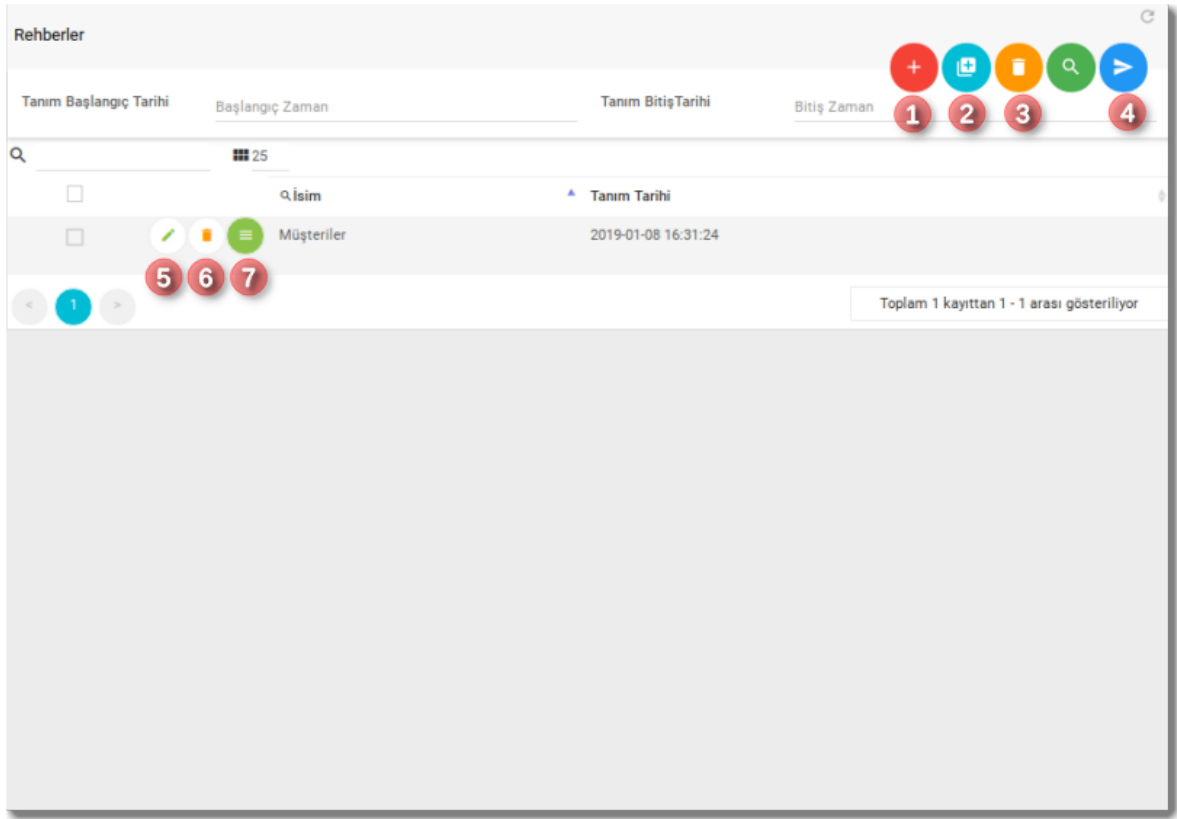 Rehberler
Tanım Başlangıç Tarihi Başlangıç Zaman Tanım BitişTarihi Bitiş Zaman
1 2 3 4
25
İsim Tanım Tarihi
Müşteriler 2019-01-08 16:31:24
5 6 7
< 1 > Toplam 1 kayıttan 1 - 1 arası gösteriliyor